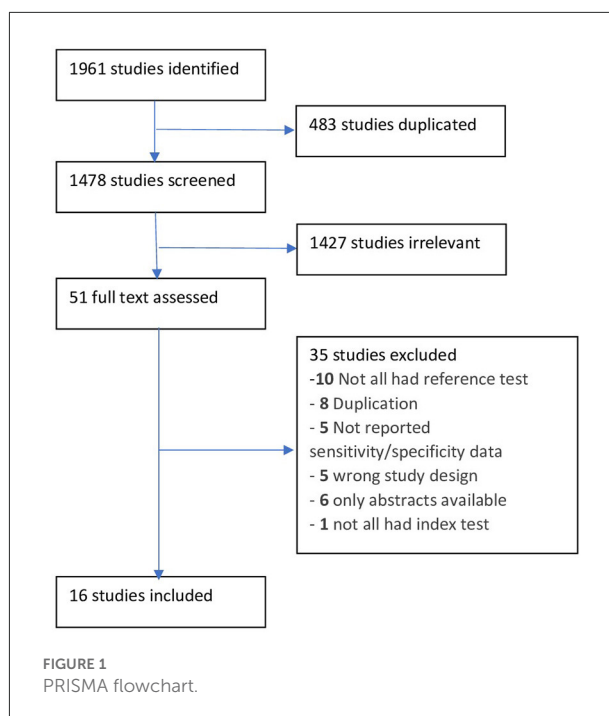 1961 studies identified
483 studies duplicated
1478 studies screened
1427 studies irrelevant
51 full text assessed
35 studies excluded
-10 Not all had reference test
- 8 Duplication
- 5 Not reported
sensitivity/specificity data
- 5 wrong study design
- 6 only abstracts available
- 1 not all had index test
16 studies included
FIGURE 1
PRISMA flowchart.